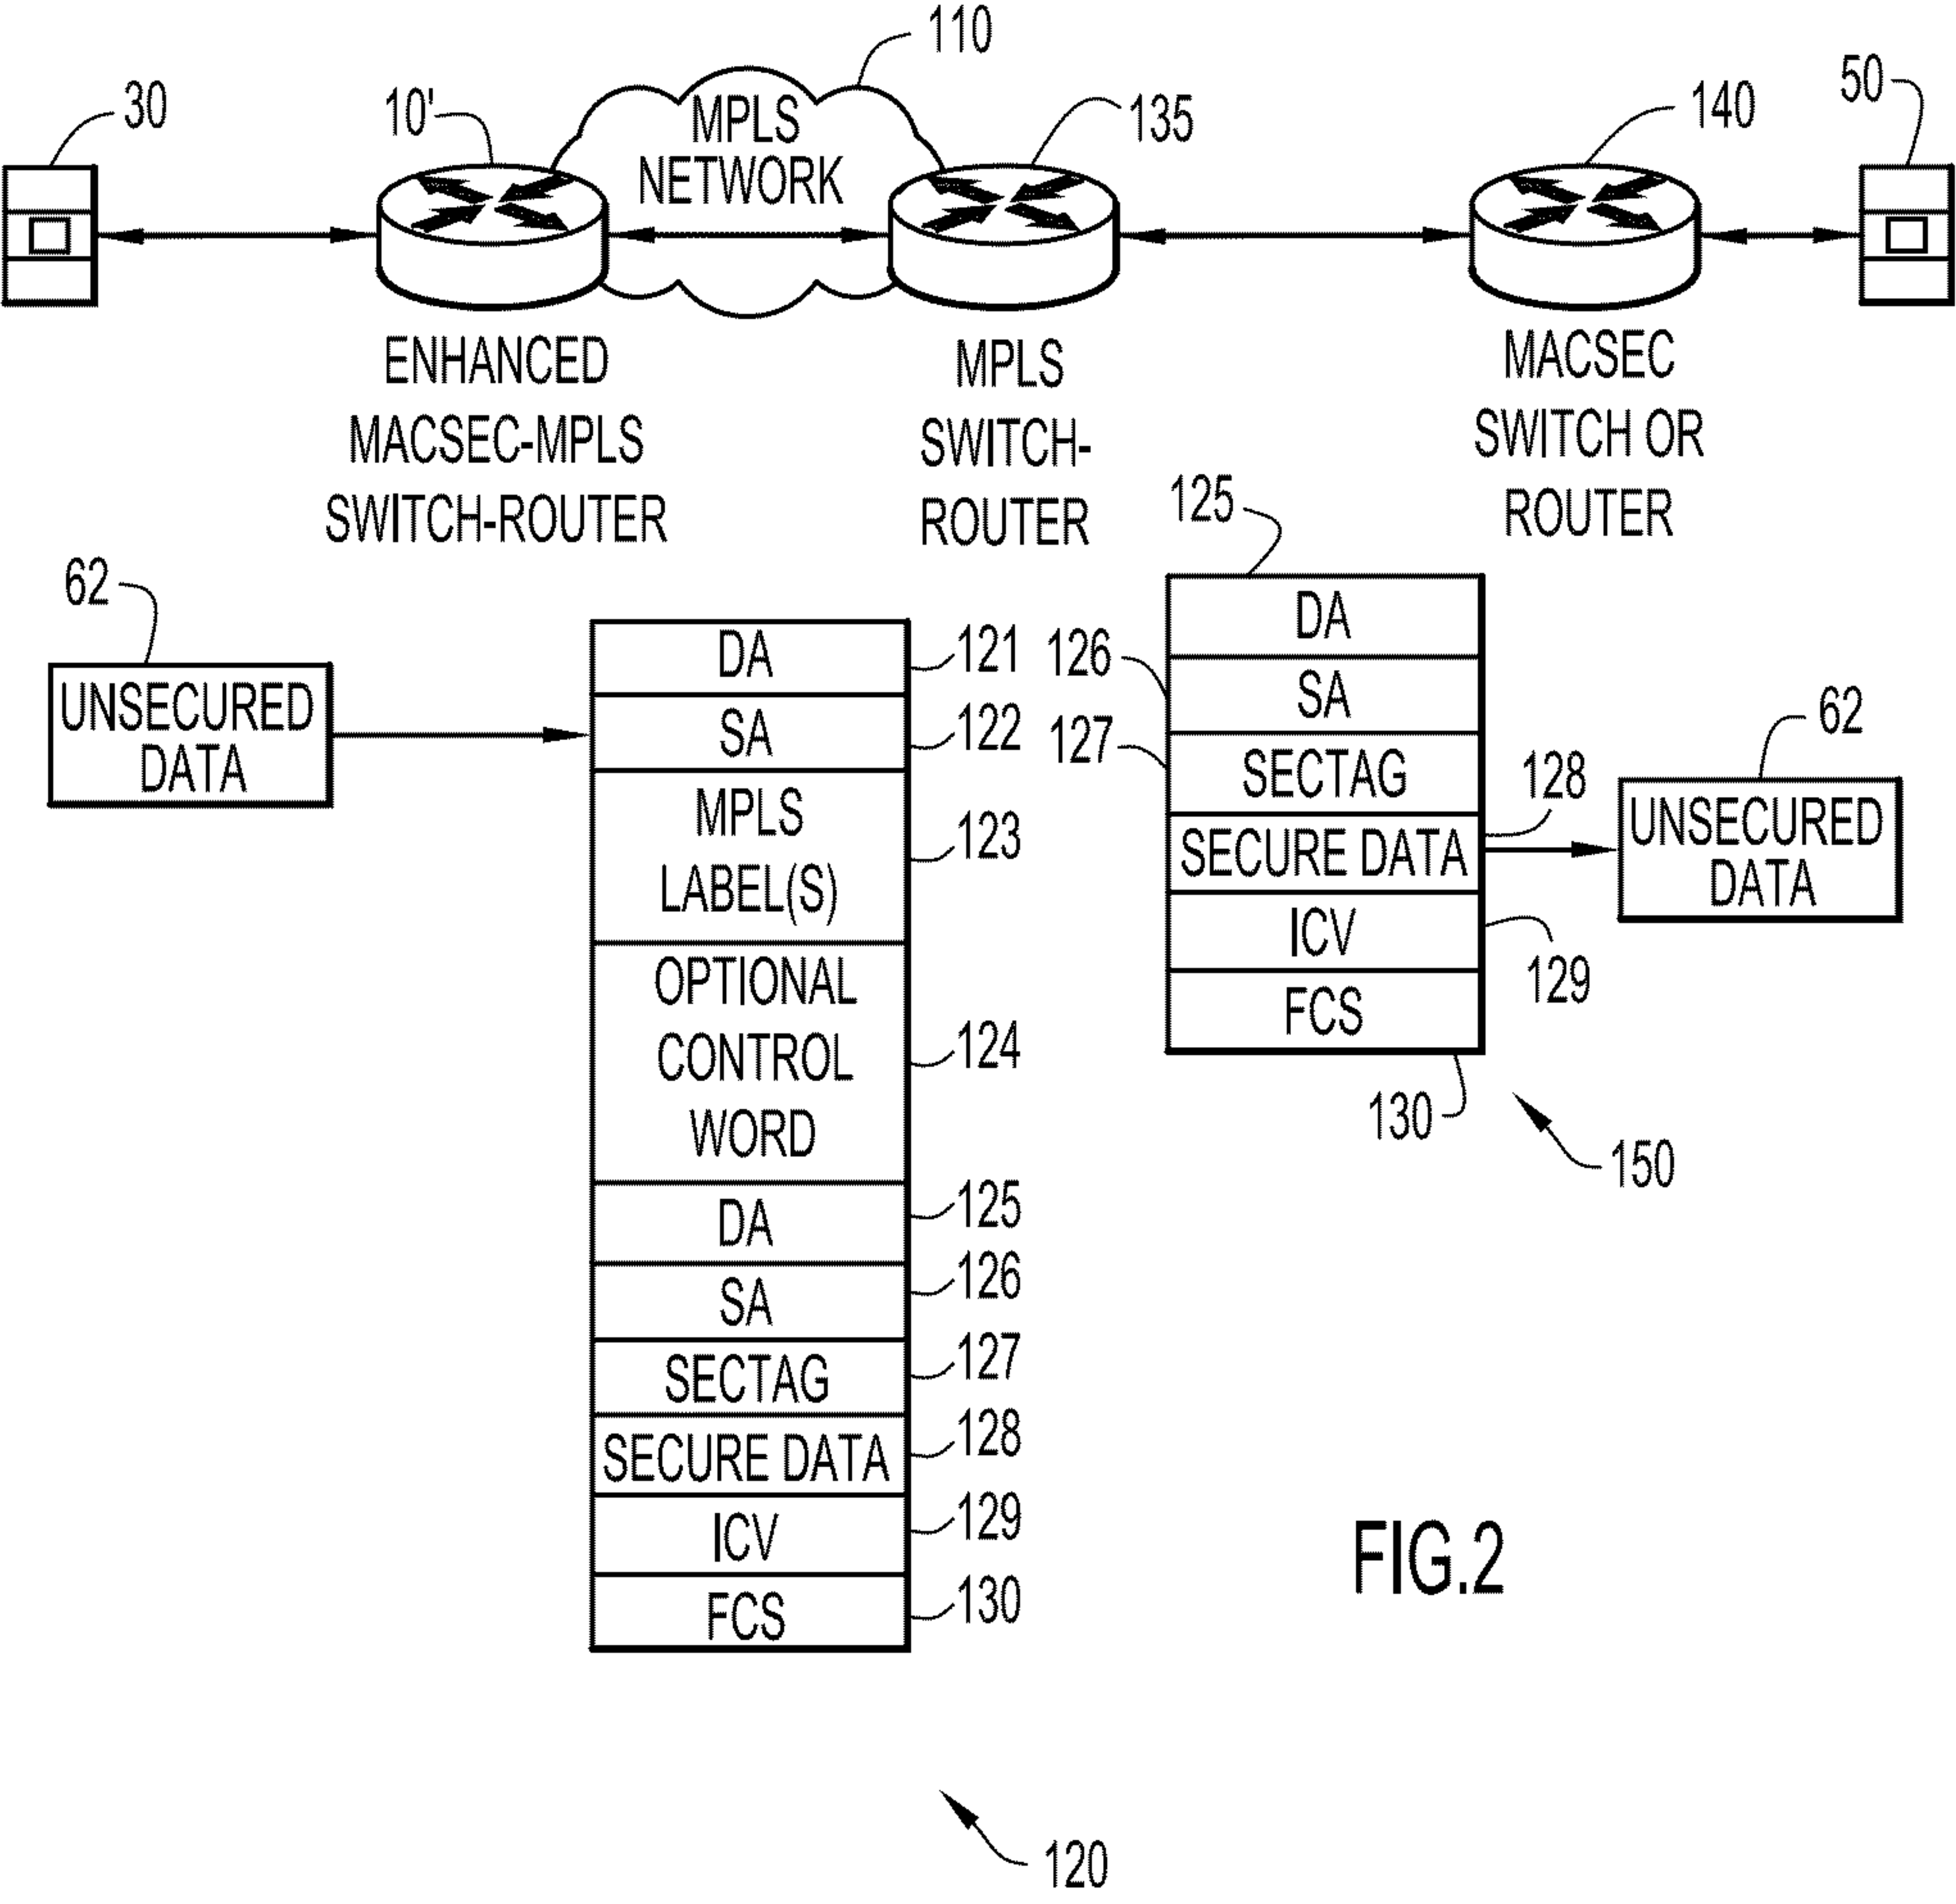 110
30
10'
MPLS
NETWORK
135
140
50
ENHANCED
MACSEC-MPLS
SWITCH-ROUTER
MPLS
SWITCH-
ROUTER
MACSEC
SWITCH OR
ROUTER
62
UNSECURED
DATA
DA
121
SA
122
MPLS
LABEL(S)
123
OPTIONAL
CONTROL
WORD
124
DA
125
SA
126
SECTAG
127
SECURE DATA
128
ICV
129
FCS
130
120
125
DA
126
SA
127
SECTAG
SECURE DATA
128
ICV
129
FCS
130
150
62
UNSECURED
DATA
FIG.2